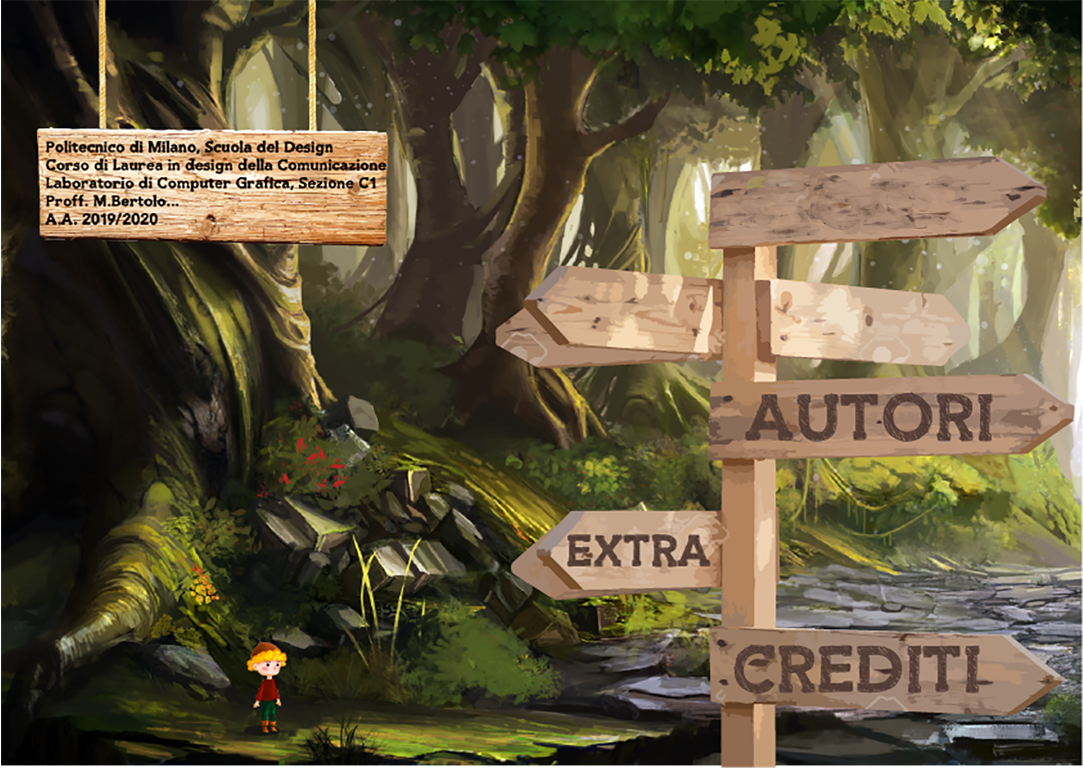 Politecnico di Milano, Scuola del Design
Corso di Laurea in design della Comunicazione
Laboratorio di Computer Grafica, Sezione C1
Proff. M.Bertolo...
A.A. 2019/2020
AUTORI
EXTRA
CREDITI